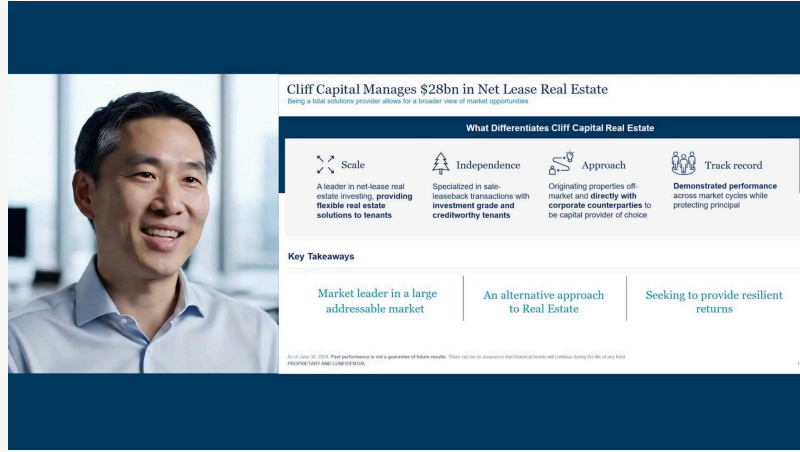 Cliff Capital Manages $28bn in Net Lease Real Estate
Being a total solutions provider allows for a broader view of market opportunities
What Differentiates Cliff Capital Real Estate
Scale
A leader in net-lease real
estate investing, providing
flexible real estate
solutions to tenants
Independence
Specialized in sale-
leaseback transactions with
investment grade and
creditworthy tenants
Approach
Originating properties off-
market and directly with
corporate counterparties to
be capital provider of choice
Track record
Demonstrated performance
across market cycles while
protecting principal
Key Takeaways
Market leader in a large
addressable market
An alternative approach
to Real Estate
Seeking to provide resilient
returns
As of June 30, 2024. Past performance is not a guarantee of future results. There can be no assurance that historical trends will continue during the life of any fund.
PROPRIETARY AND CONFIDENTIAL